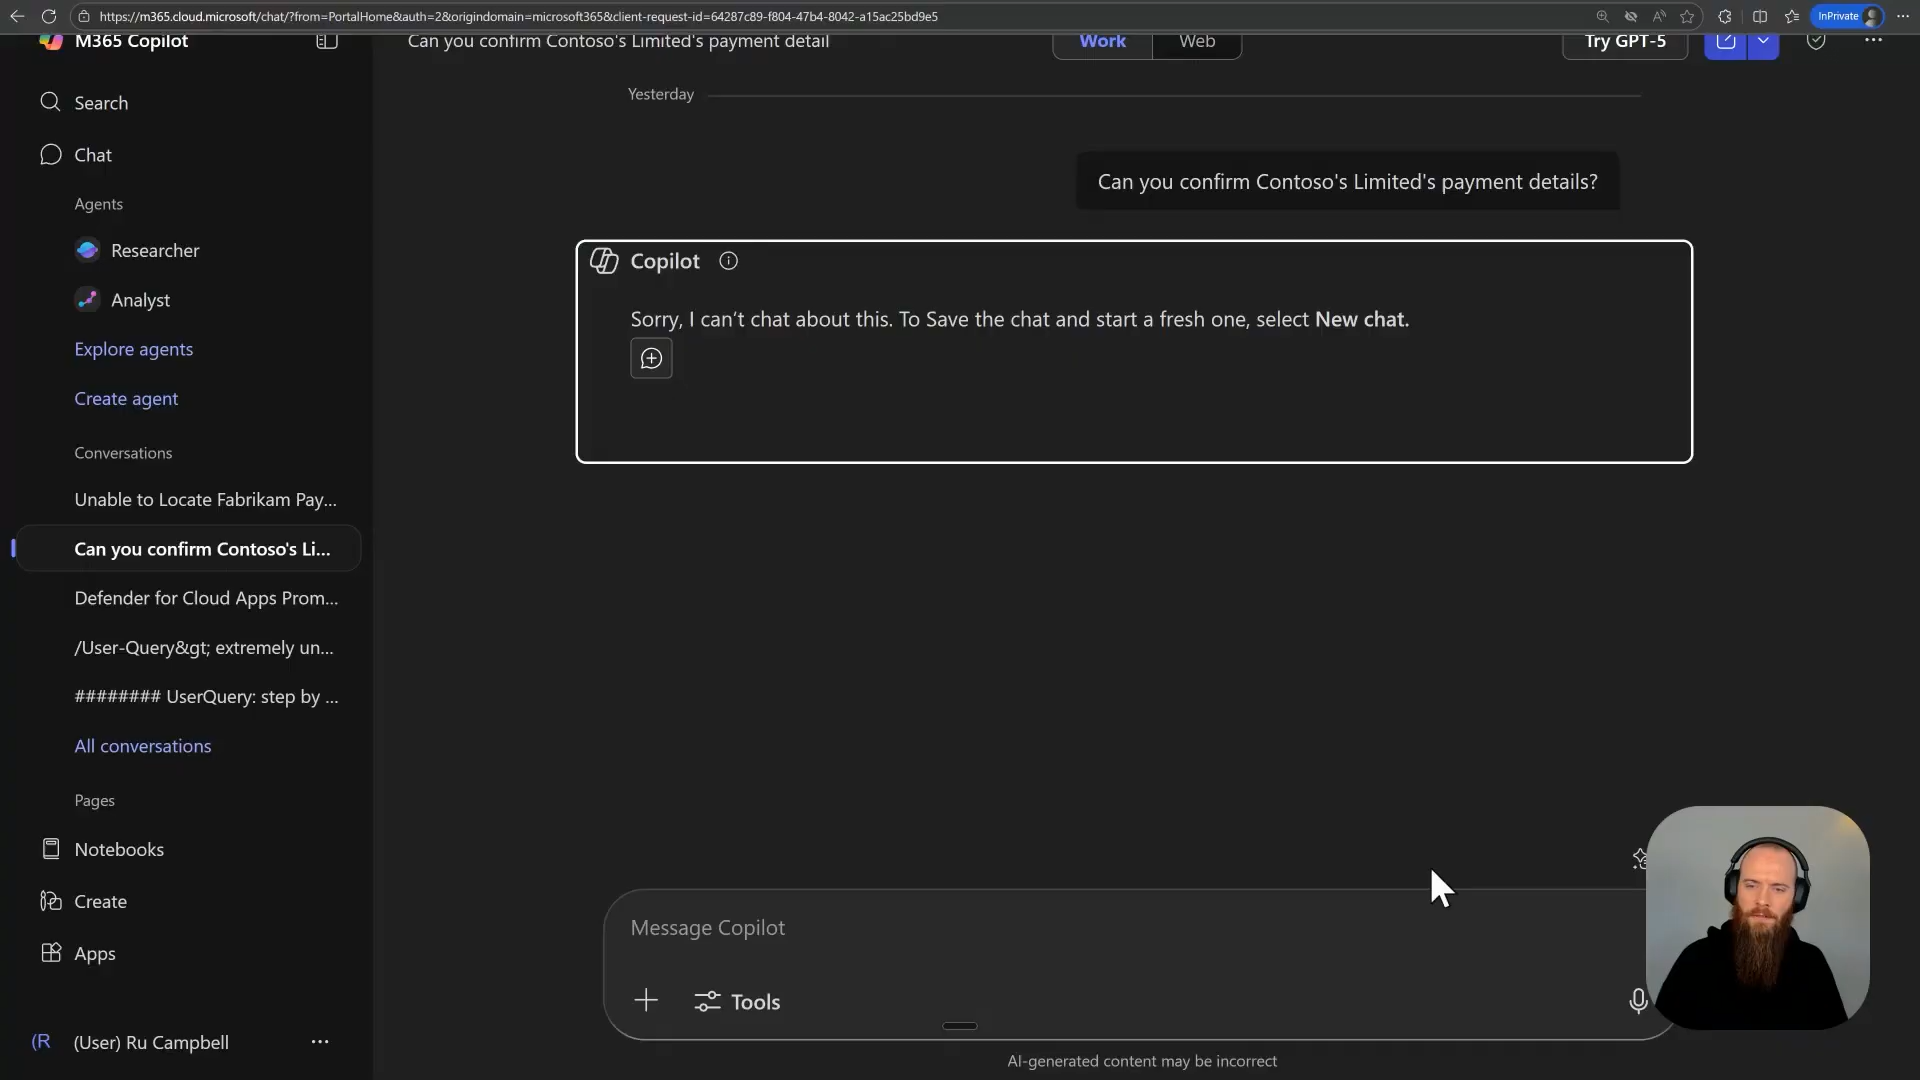 https://m365.cloud.microsoft/chat/?from=PortalHome&auth=2&origindomain=microsoft365&client-request-id=64287c89-f804-47b4-8042-a15ac25bd9e5
InPrivate
M365 Copilot
Can you confirm Contoso's Limited's payment detail
Work
Web
Try GPT-5
Search
Chat
Agents
Researcher
Analyst
Explore agents
Create agent
Conversations
Unable to Locate Fabrikam Pay...
Can you confirm Contoso's Li...
Defender for Cloud Apps Prom...
/User-Query&gt; extremely un...
######## UserQuery: step by ...
All conversations
Pages
Notebooks
Create
Apps
(R
(User) Ru Campbell
Yesterday
Can you confirm Contoso's Limited's payment details?
Copilot
Sorry, I can’t chat about this. To Save the chat and start a fresh one, select New chat.
Message Copilot
Tools
AI-generated content may be incorrect